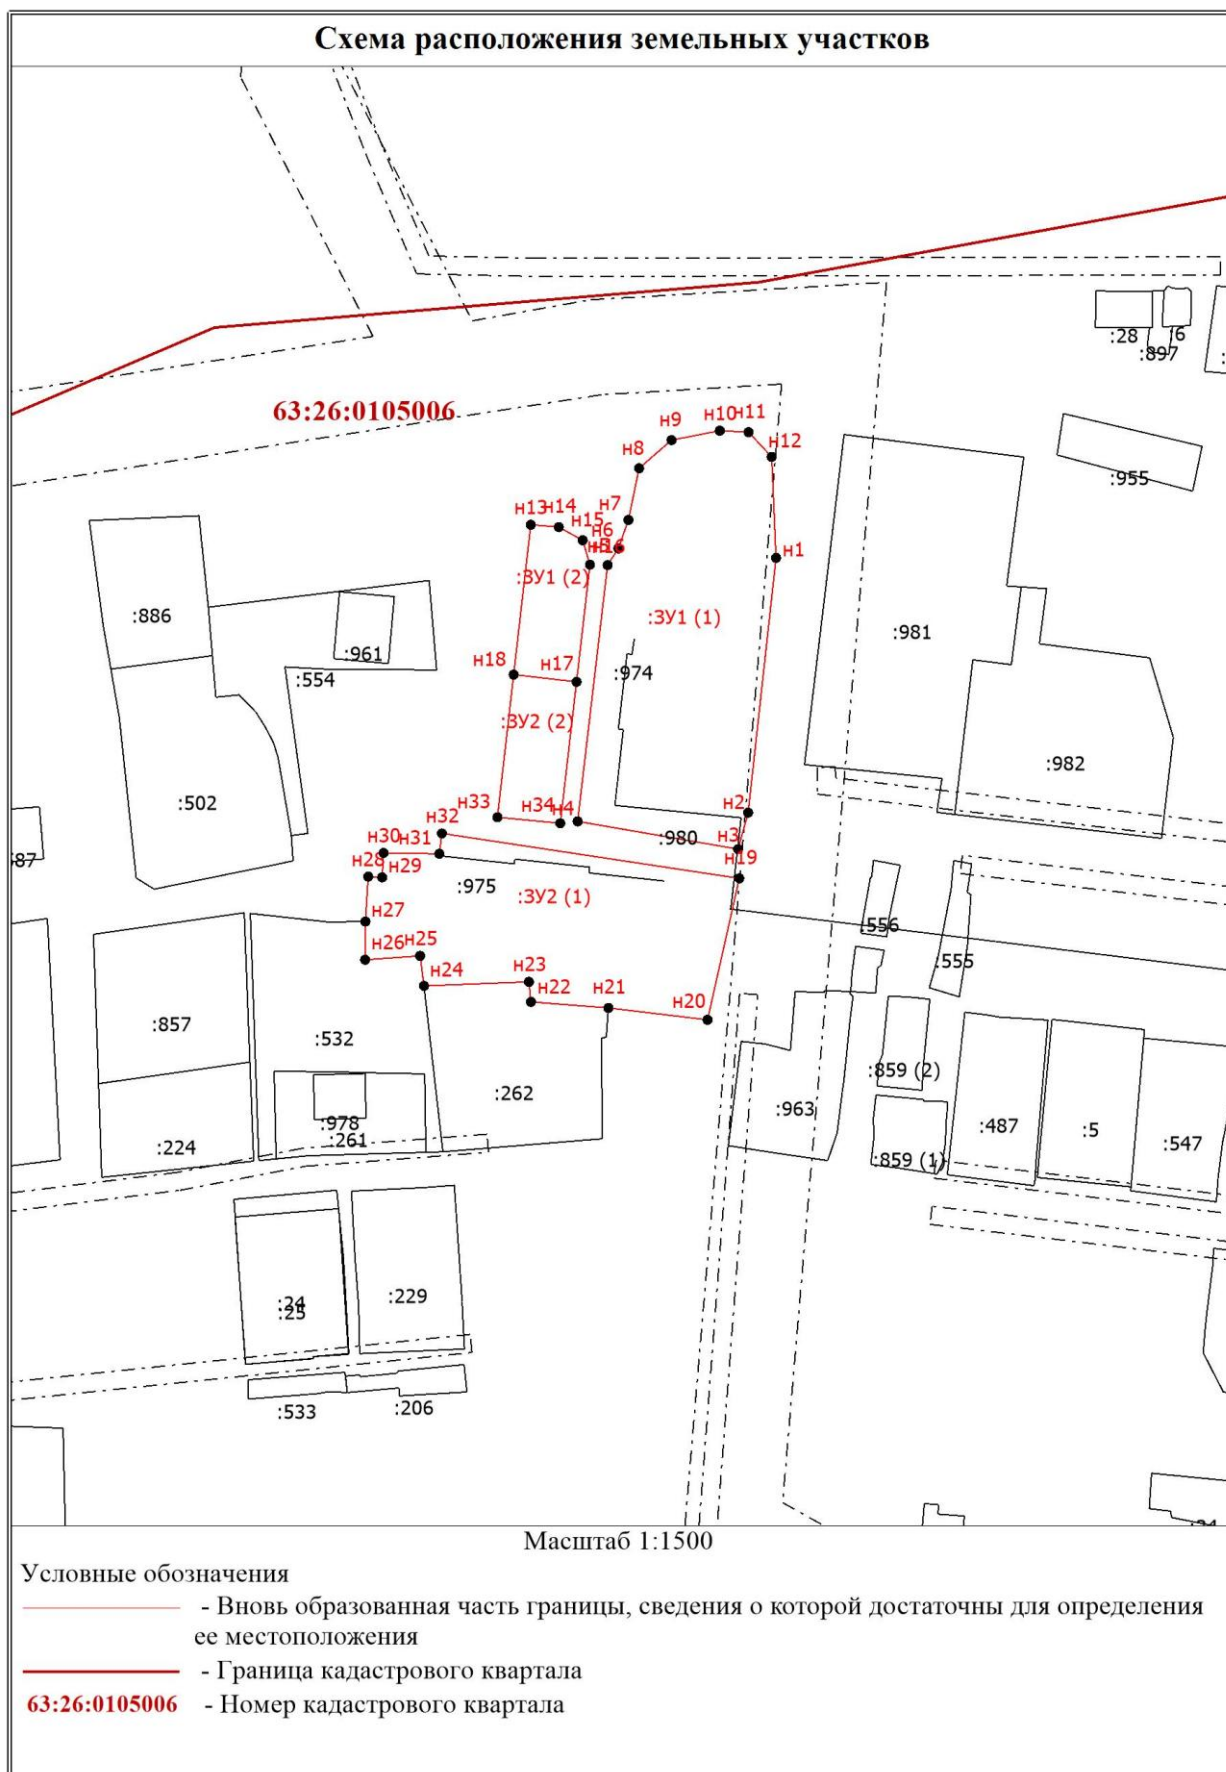 Схема расположения земельных участков
:28
:6
:897
63:26:0105006
н10
н11
н9
н12
н8
:955
н13
н14
н7
н15
н6
н5
н16
н1
:ЗУ1 (2)
:886
:ЗУ1 (1)
:981
:961
н18
н17
:974
:554
:ЗУ2 (2)
:982
:502
н33
н34
н4
н2
н32
н30
н31
:980
н3
:87
н28
н29
н19
:975
:ЗУ2 (1)
н27
:556
н26
н25
:555
н24
н23
н22
н21
н20
:857
:532
:859 (2)
:262
:963
:978
:487
:5
:261
:224
:547
:859 (1)
:24
:25
:229
:533
:206
Масштаб 1:1500
Условные обозначения
- Вновь образованная часть границы, сведения о которой достаточны для определения
ее местоположения
- Граница кадастрового квартала
63:26:0105006 - Номер кадастрового квартала